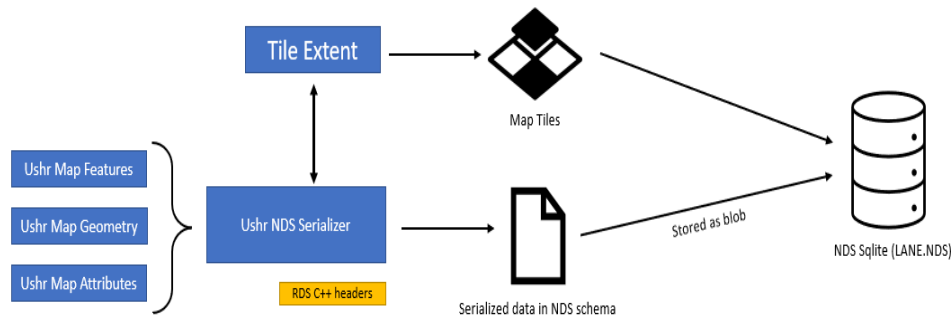 Tile Extent
Map Tiles
Ushr Map Features
Ushr Map Geometry
Ushr Map Attributes
Ushr NDS Serializer
RDS C++ headers
Serialized data in NDS schema
Stored as blob
NDS Sqlite (LANE.NDS)